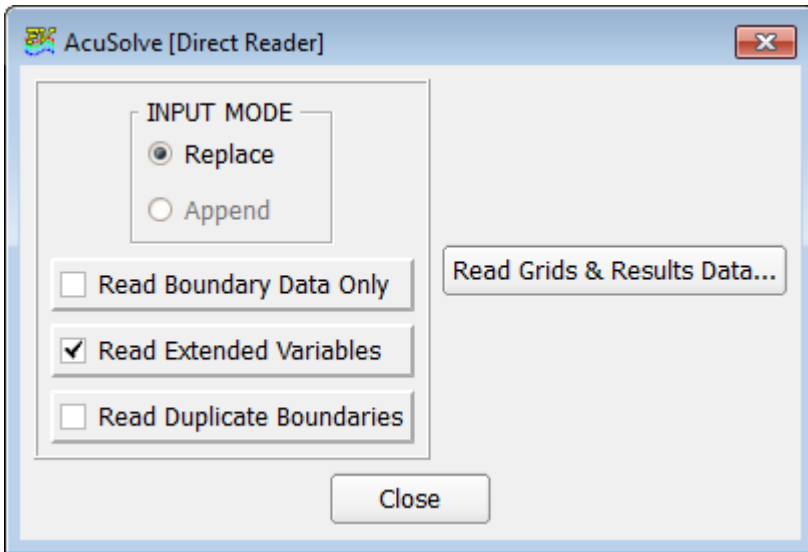 AcuSolve [Direct Reader]
INPUT MODE
Replace
Append
Read Boundary Data Only
Read Extended Variables
Read Duplicate Boundaries
Read Grids & Results Data...
Close